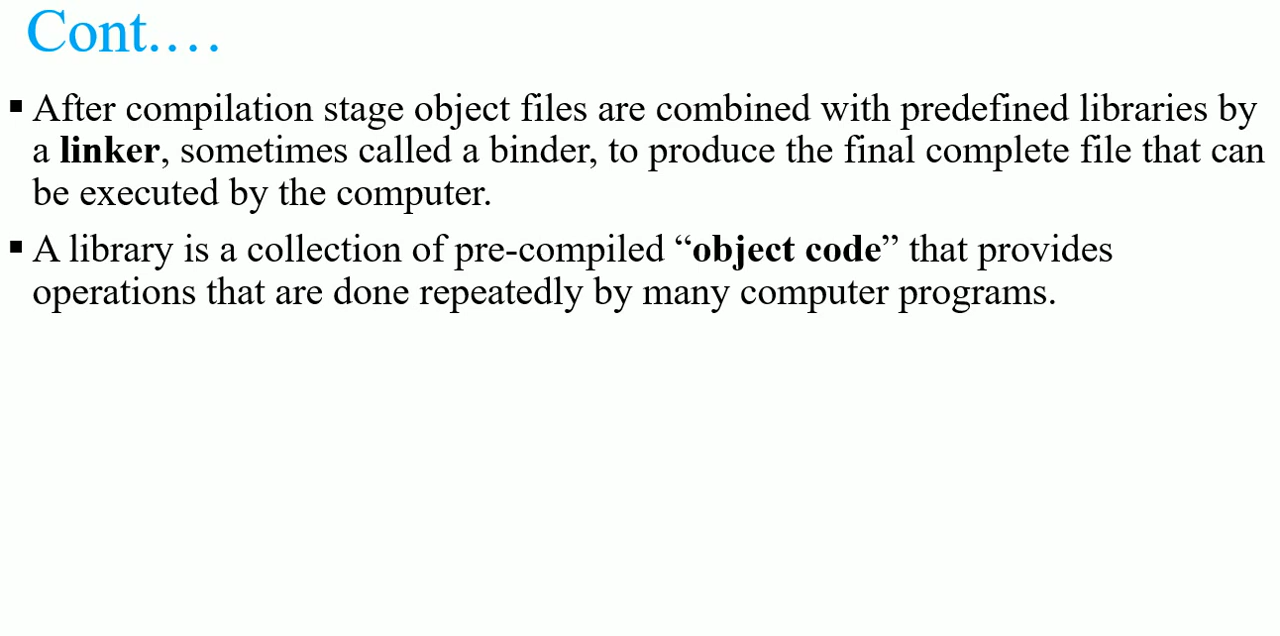 Cont.…
▪ After compilation stage object files are combined with predefined libraries by
a linker, sometimes called a binder, to produce the final complete file that can
be executed by the computer.
▪ A library is a collection of pre-compiled “object code” that provides
operations that are done repeatedly by many computer programs.